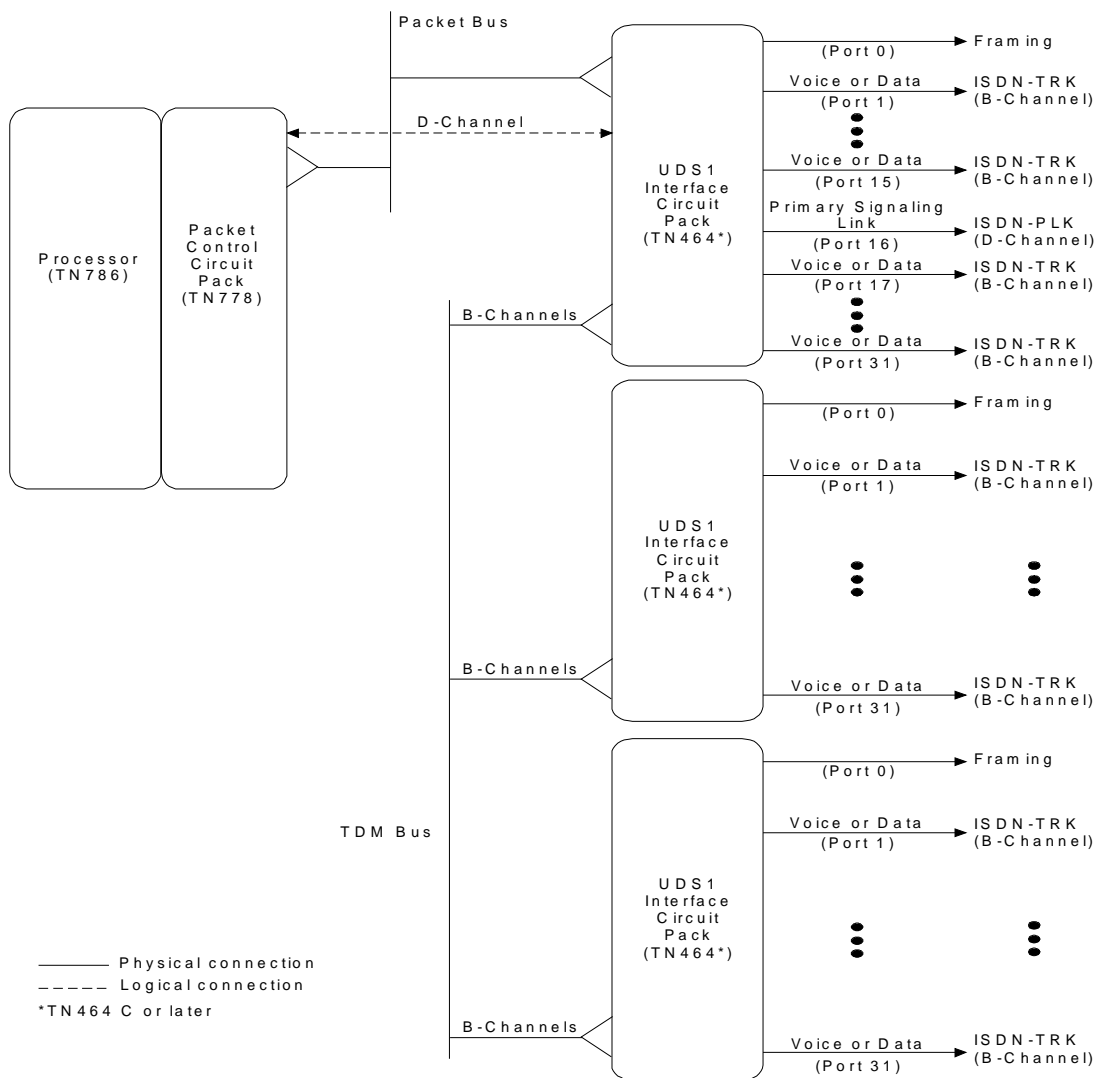 Packet Bus
(Port 0)
Framing
Voice or Data
(Port 1)
ISDN-TRK
(B-Channel)
D-Channel
Voice or Data
(Port 15)
ISDN-TRK
(B-Channel)
UDS1
Interface
Circuit
Pack
(TN464*)
Primary Signaling
Link
(Port 16)
ISDN-PLK
(D-Channel)
Processor
(TN786)
Packet
Control
Circuit
Pack
(TN778)
Voice or Data
(Port 17)
ISDN-TRK
(B-Channel)
B-Channels
Voice or Data
(Port 31)
ISDN-TRK
(B-Channel)
(Port 0)
Framing
Voice or Data
(Port 1)
ISDN-TRK
(B-Channel)
UDS1
Interface
Circuit
Pack
(TN464*)
B-Channels
Voice or Data
(Port 31)
ISDN-TRK
(B-Channel)
(Port 0)
Framing
TDM Bus
Voice or Data
(Port 1)
ISDN-TRK
(B-Channel)
UDS1
Interface
Circuit
Pack
(TN464*)
Physical connection
Logical connection
*TN464 C or later
B-Channels
Voice or Data
(Port 31)
ISDN-TRK
(B-Channel)